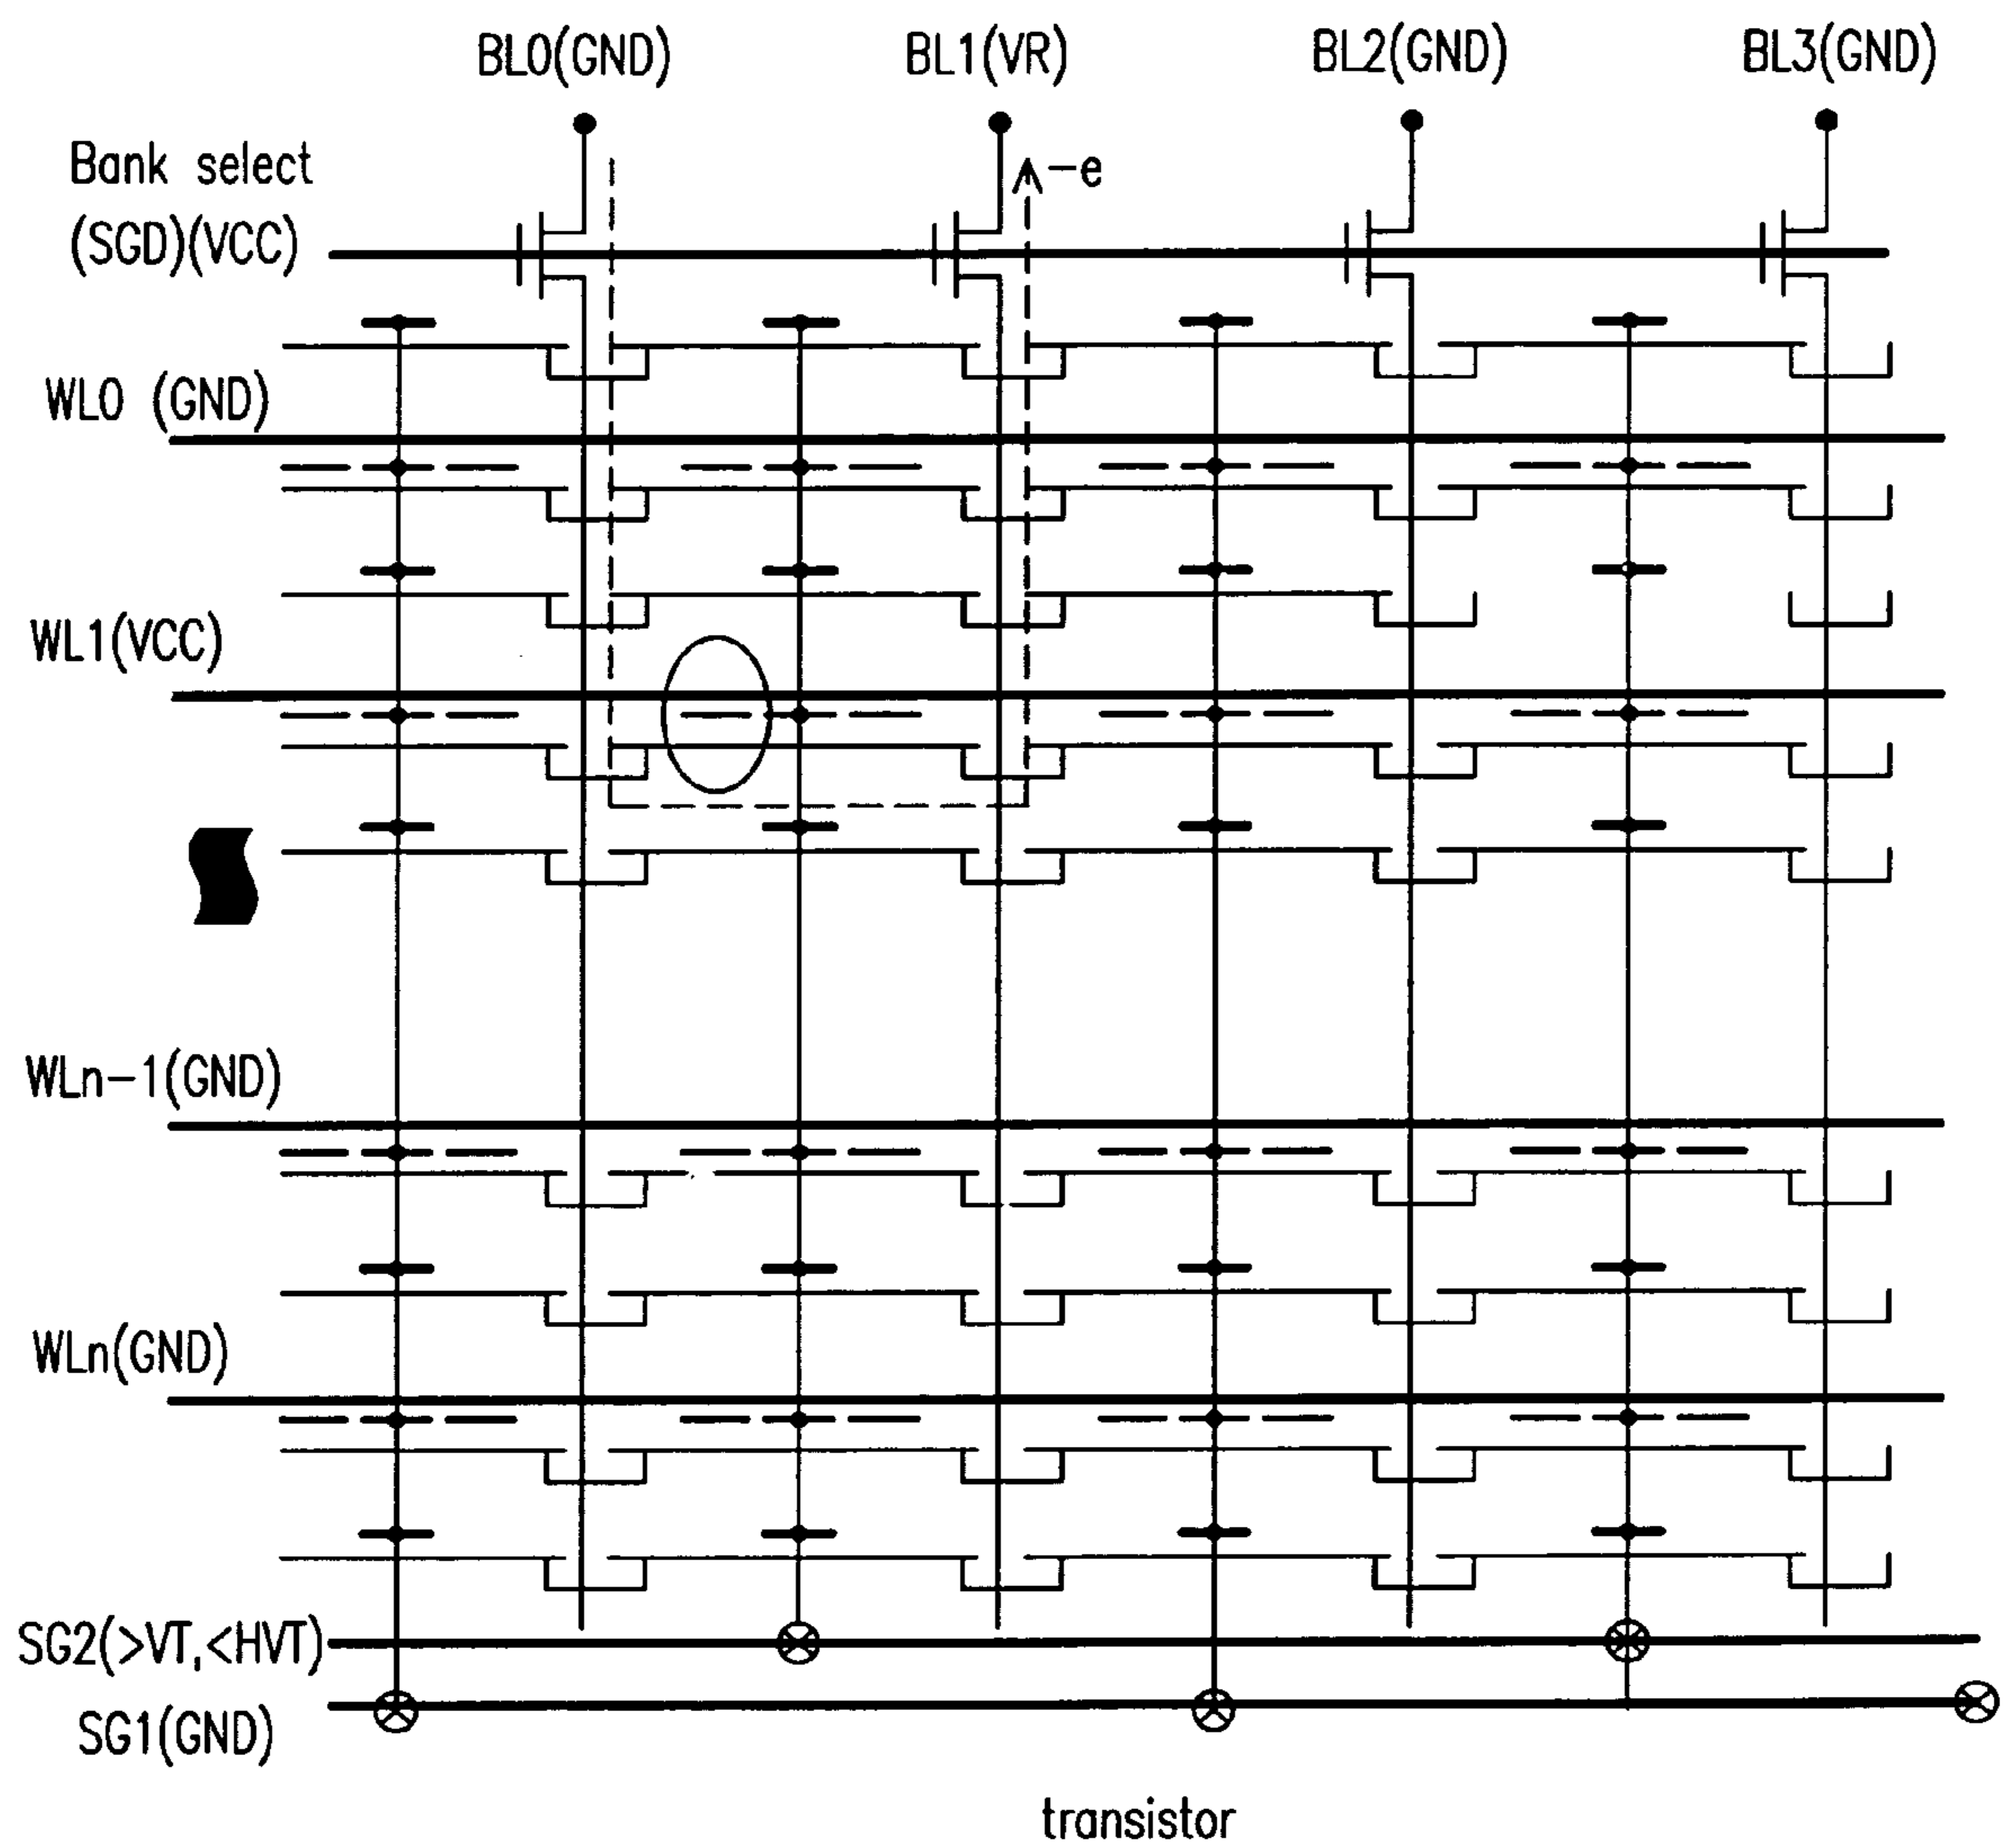 BL0(GND) BL1(VR) BL2(GND) BL3(GND)
Bank select
(SGD)(VCC)
-e
WL0 (GND)
WL1(VCC)
WLn-1(GND)
WLn(GND)
SG2(>VT,<HVT)
SG1(GND)
transistor